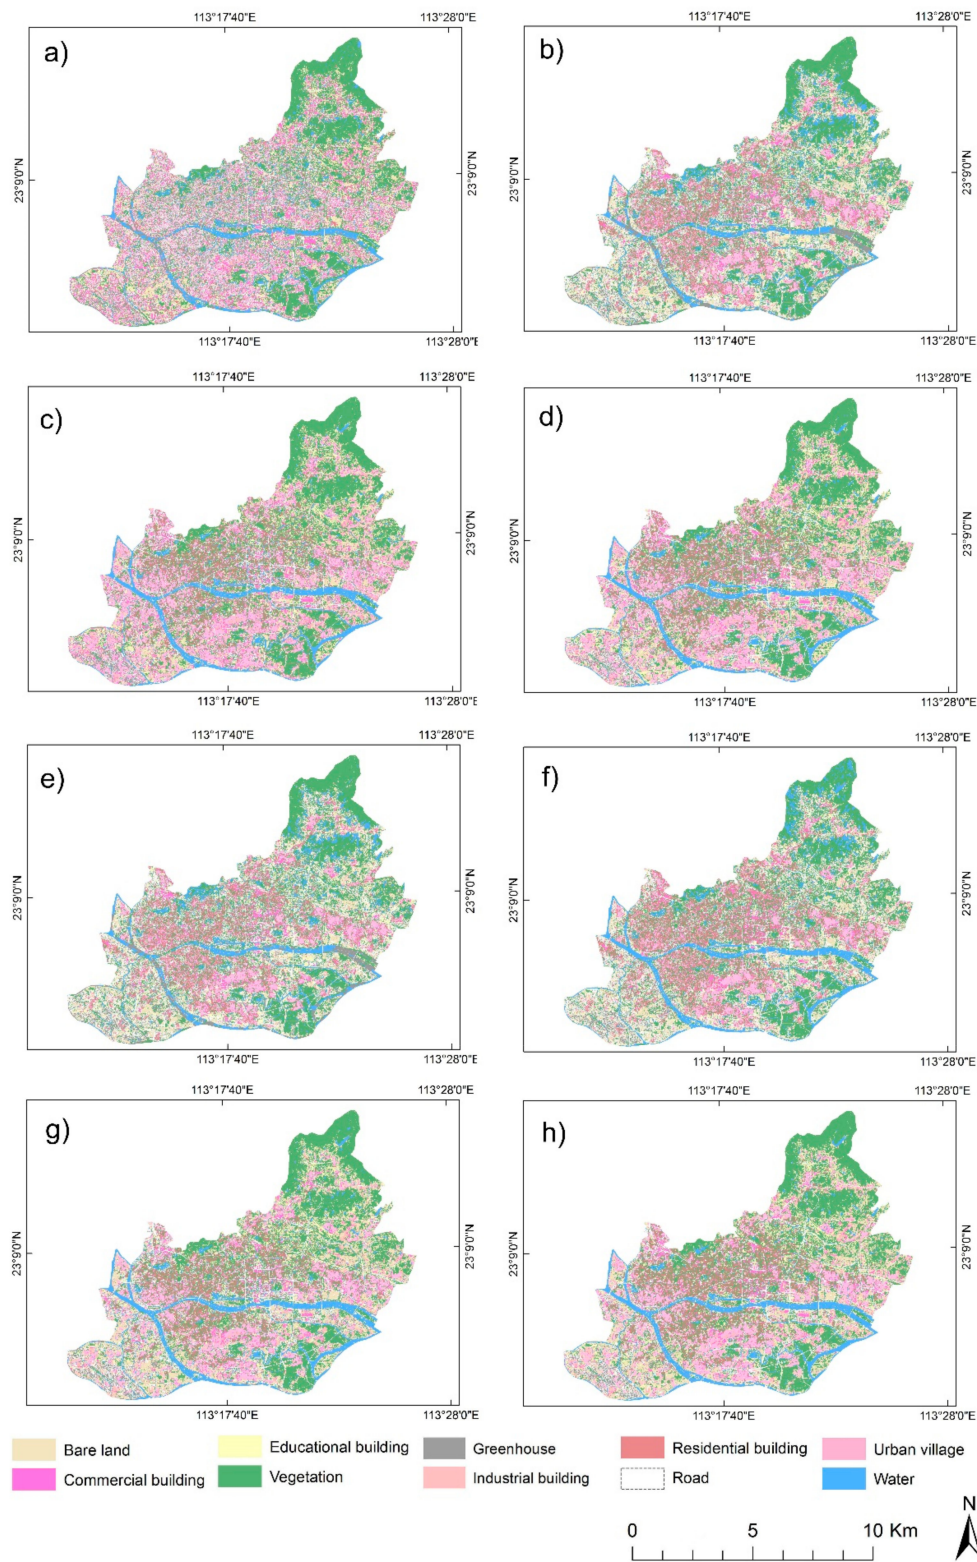 113°17'40"E 113°28'0"E
a)
23°9'0"N 23°9'0"N
113°17'40"E 113°28'0"E
113°17'40"E 113°28'0"E
b)
23°9'0"N 23°9'0"N
113°17'40"E 113°28'0"E
113°17'40"E 113°28'0"E
c)
23°9'0"N 23°9'0"N
113°17'40"E 113°28'0"E
113°17'40"E 113°28'0"E
d)
23°9'0"N 23°9'0"N
113°17'40"E 113°28'0"E
113°17'40"E 113°28'0"E
e)
23°9'0"N 23°9'0"N
113°17'40"E 113°28'0"E
113°17'40"E 113°28'0"E
f)
23°9'0"N 23°9'0"N
113°17'40"E 113°28'0"E
113°17'40"E 113°28'0"E
g)
23°9'0"N 23°9'0"N
113°17'40"E 113°28'0"E
113°17'40"E 113°28'0"E
h)
23°9'0"N 23°9'0"N
113°17'40"E 113°28'0"E
Bare land Educational building Greenhouse Residential building Urban village
Commercial building Vegetation Industrial building Road Water
N
0 5 10 Km